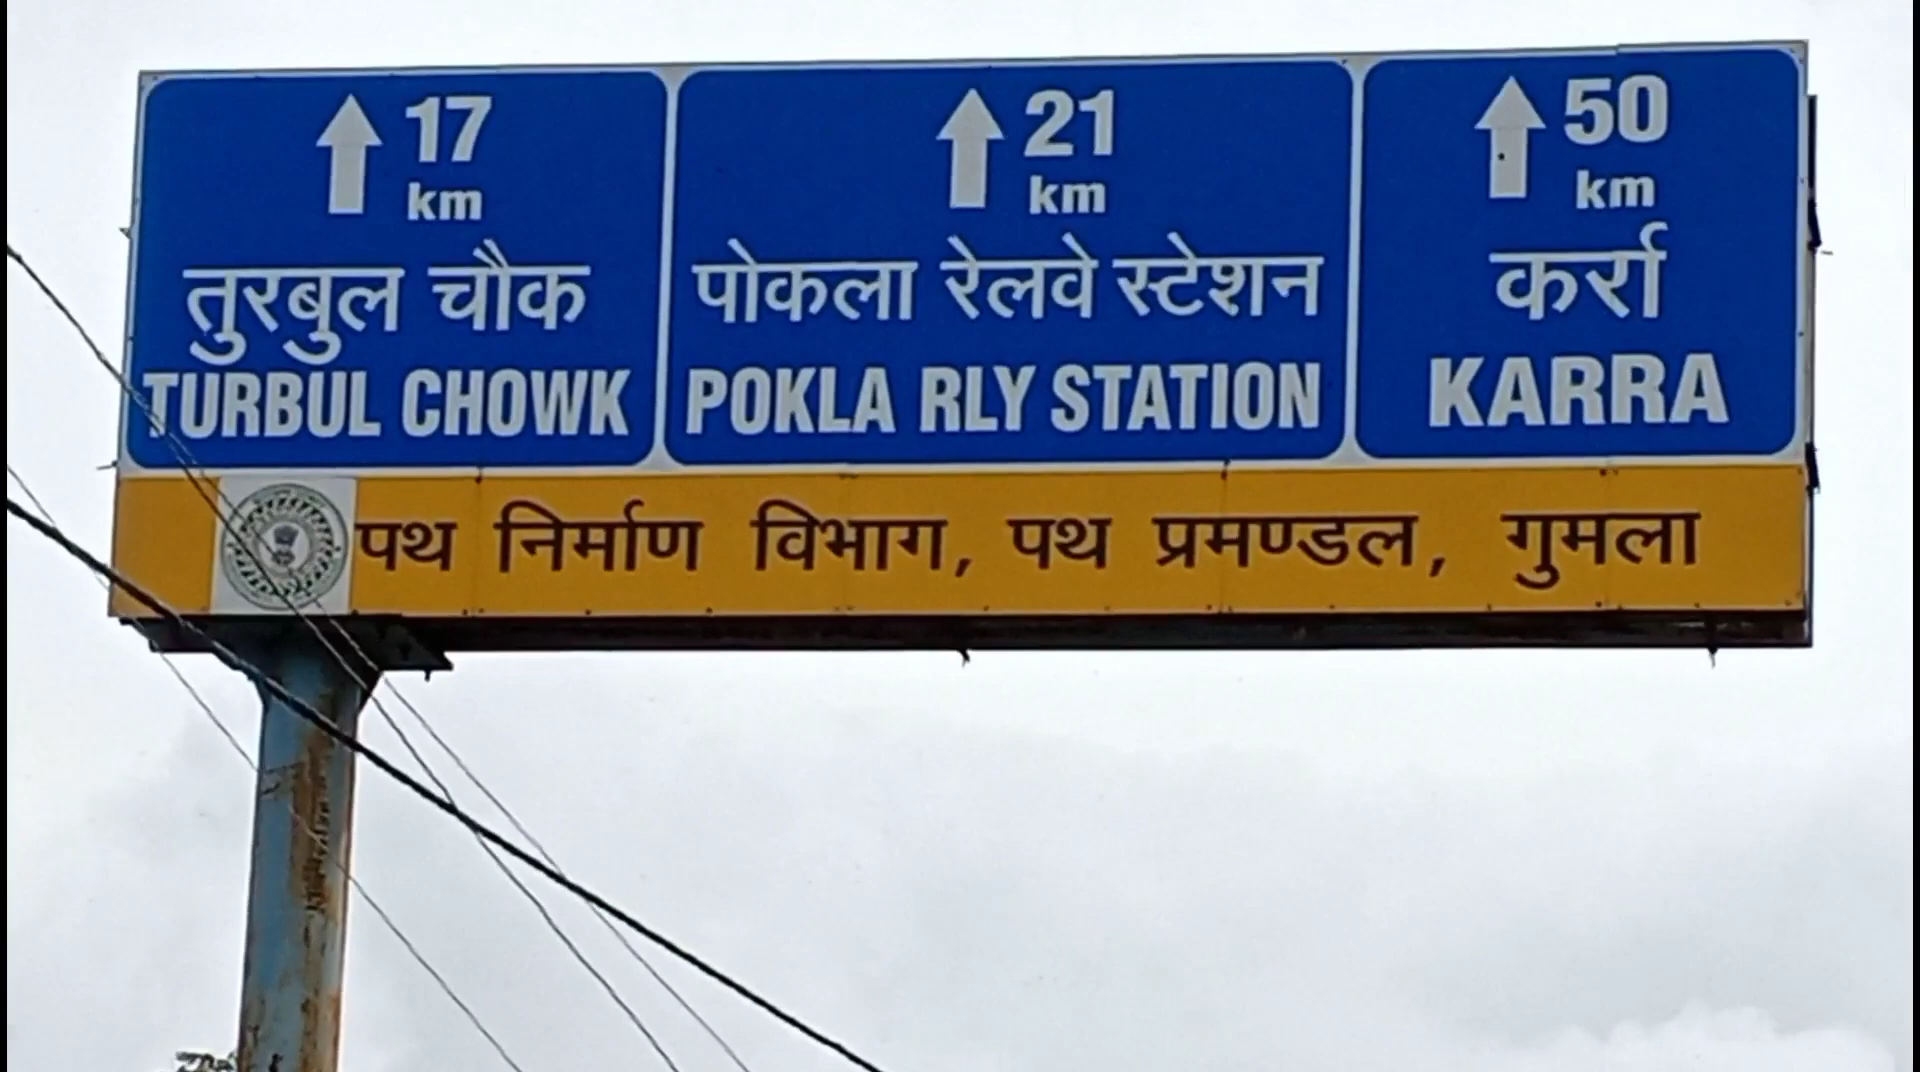 17
km
तुरबुल चौक
TURBUL CHOWK
21
km
पोकला रेलवे स्टेशन
POKLA RLY STATION
50
km
कर्रा
KARRA
पथ निर्माण विभाग, पथ प्रमण्डल, गुमला